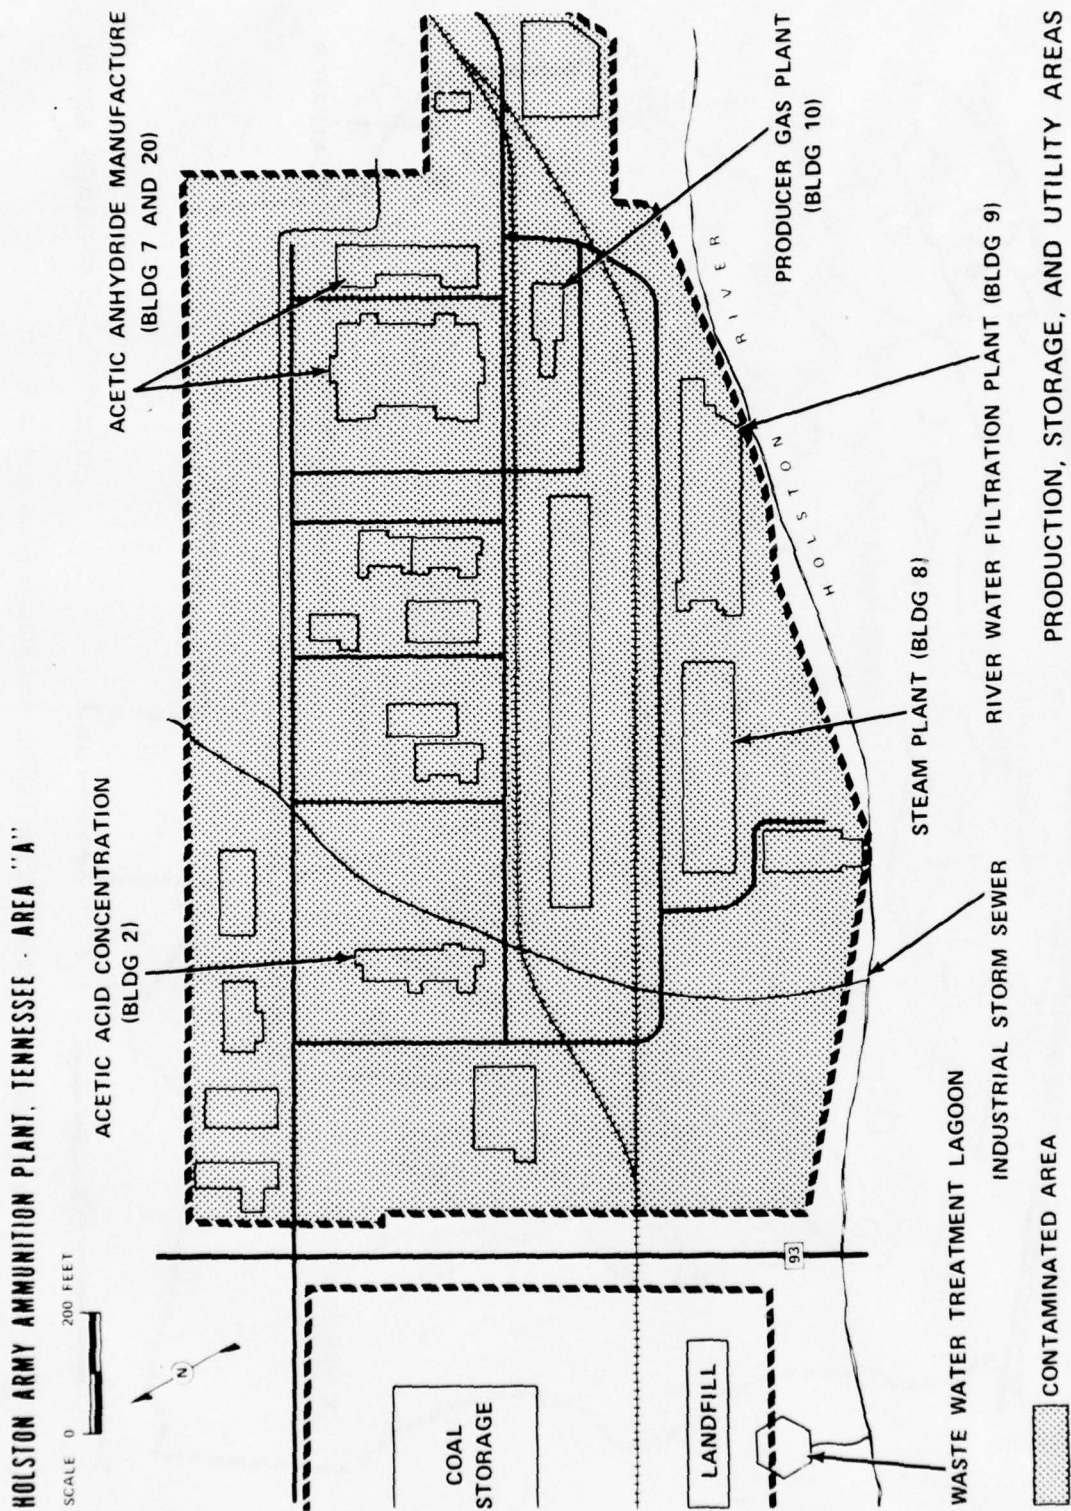 HOLSTON ARMY AMMUNITION PLANT, TENNESSEE - AREA "A"
SCALE 0 200 FEET
N
ACETIC ACID CONCENTRATION
(BLDG 2)
ACETIC ANHYDRIDE MANUFACTURE
(BLDG 7 AND 20)
COAL
STORAGE
LANDFILL
93
HOLSTON RIVER
PRODUCER GAS PLANT
(BLDG 10)
STEAM PLANT (BLDG 8)
RIVER WATER FILTRATION PLANT (BLDG 9)
WASTE WATER TREATMENT LAGOON
INDUSTRIAL STORM SEWER
CONTAMINATED AREA
PRODUCTION, STORAGE, AND UTILITY AREAS